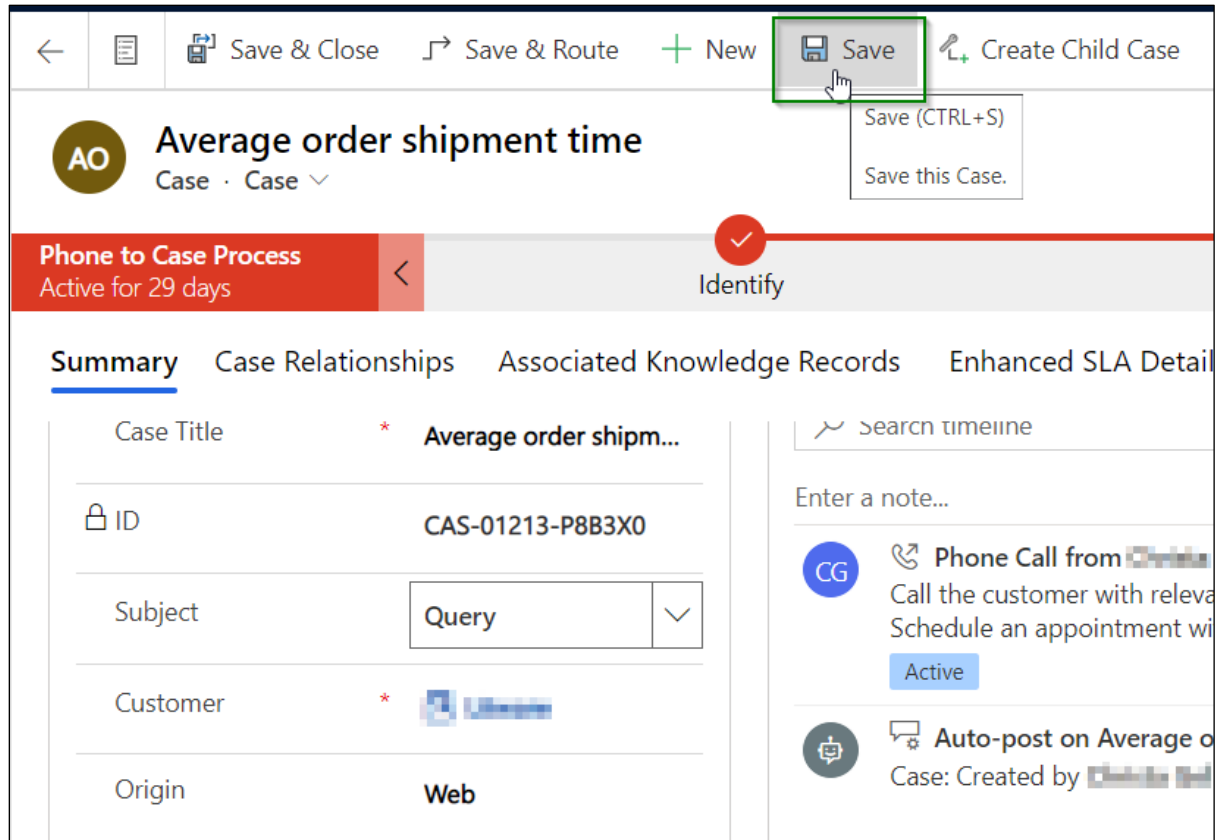 Save & Close Save & Route New Save Create Child Case
Save (CTRL+S)
Save this Case.
AO Average order shipment time
Case · Case
Phone to Case Process
Active for 29 days
Identify
Summary Case Relationships Associated Knowledge Records Enhanced SLA Detail
Case Title * Average order shipm...
ID CAS-01213-P8B3X0
Subject Query
Customer *
Origin Web
Search timeline
Enter a note...
CG Phone Call from
Call the customer with releva
Schedule an appointment wi
Active
Auto-post on Average o
Case: Created by